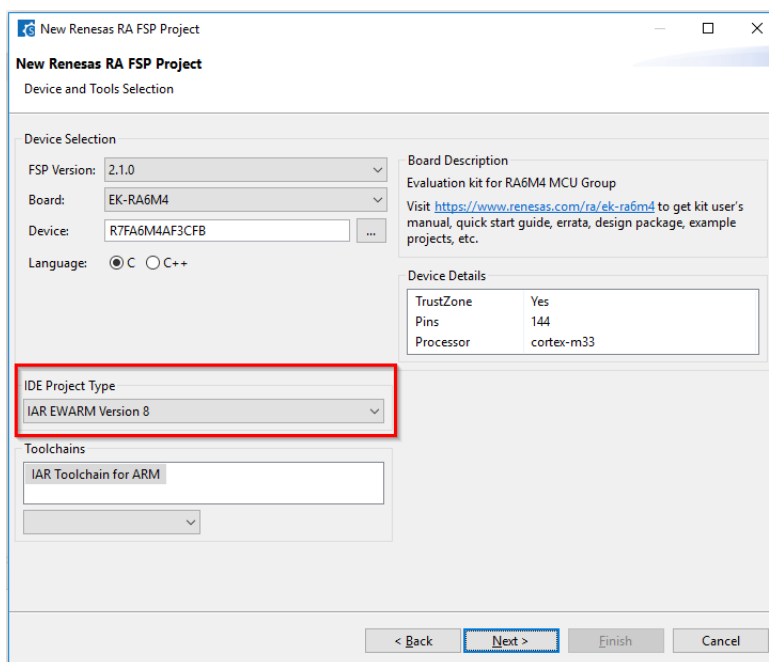 New Renesas RA FSP Project
New Renesas RA FSP Project
Device and Tools Selection
Device Selection
FSP Version: 2.1.0
Board: EK-RA6M4
Device: R7FA6M4AF3CFB ...
Language: C C++
Board Description
Evaluation kit for RA6M4 MCU Group
Visit https://www.renesas.com/ra/ek-ra6m4 to get kit user's
manual, quick start guide, errata, design package, example
projects, etc.
Device Details
TrustZone Yes
Pins 144
Processor cortex-m33
IDE Project Type
IAR EWARM Version 8
Toolchains
IAR Toolchain for ARM
< Back Next > Finish Cancel